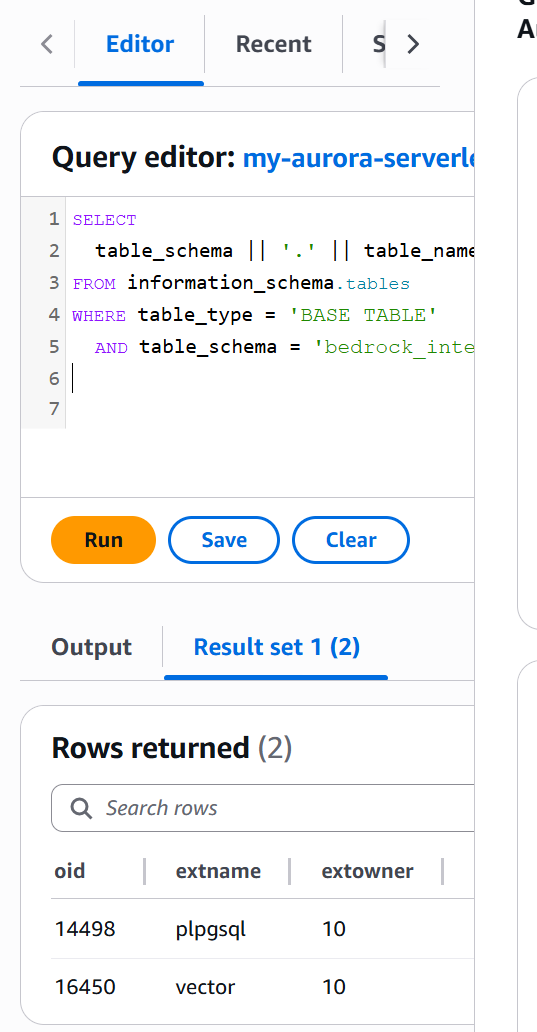 Editor
Recent
S
Query editor: my-aurora-serverle
1 SELECT
2 table_schema || '.' || table_name
3 FROM information_schema.tables
4 WHERE table_type = 'BASE TABLE'
5 AND table_schema = 'bedrock_inte
6
7
Run
Save
Clear
Output
Result set 1 (2)
Rows returned (2)
Search rows
oid extname extowner
14498 plpgsql 10
16450 vector 10